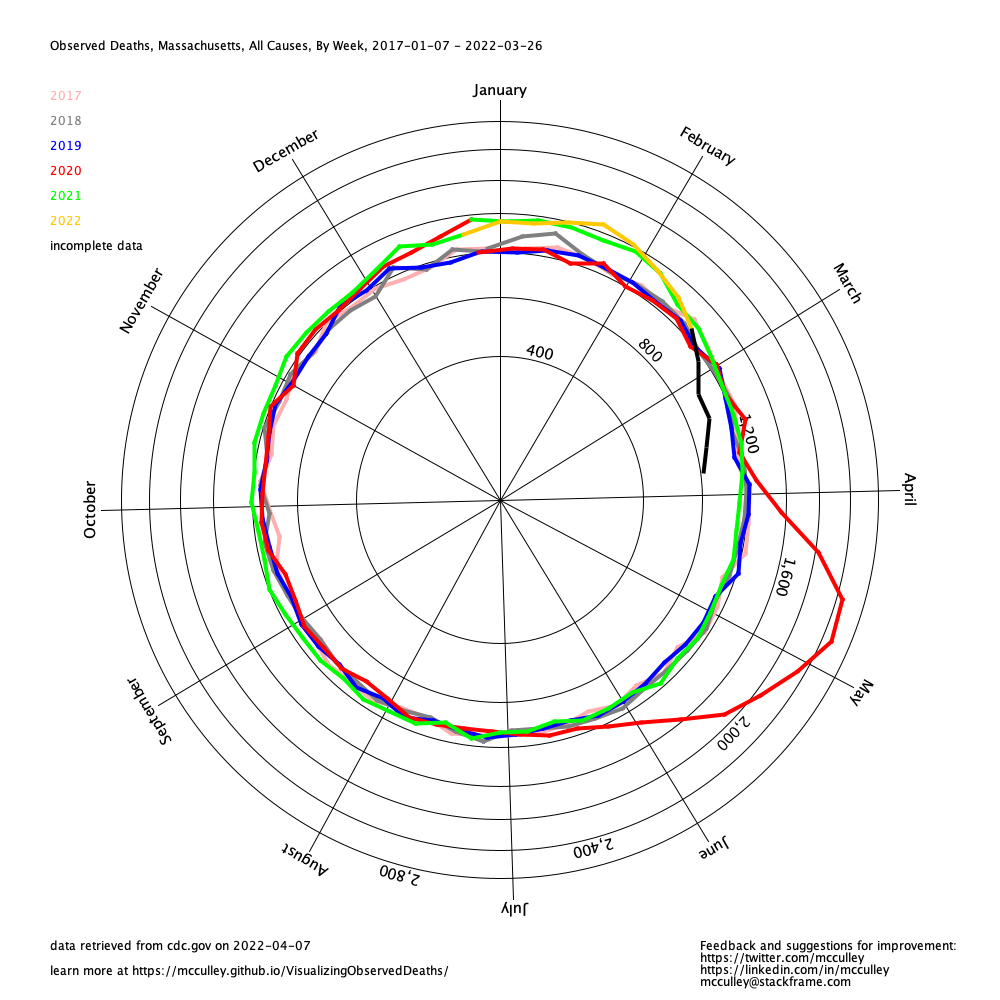 Observed Deaths, Massachusetts, All Causes, By Week, 2017-01-07 - 2022-03-26
2017
2018
2019
2020
2021
2022
incomplete data
January
February
March
April
May
June
July
August
September
October
November
December
400
800
1,200
1,600
2,000
2,400
2,800
data retrieved from cdc.gov on 2022-04-07
learn more at https://mcculley.github.io/VisualizingObservedDeaths/
Feedback and suggestions for improvement:
https://twitter.com/mcculley
https://linkedin.com/in/mcculley
mcculley@stackframe.com